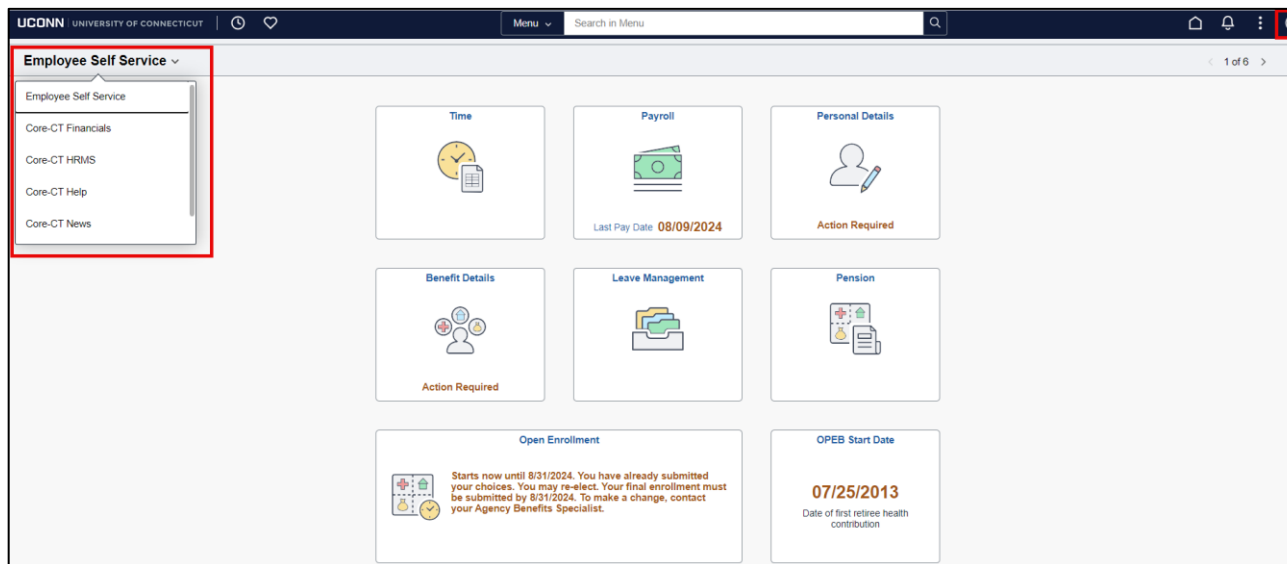 UCONN | UNIVERSITY OF CONNECTICUT
Menu
Search in Menu
Employee Self Service
1 of 6
Employee Self Service
Core-CT Financials
Core-CT HRMS
Core-CT Help
Core-CT News
Time
Payroll
Last Pay Date 08/09/2024
Personal Details
Action Required
Benefit Details
Action Required
Leave Management
Pension
Open Enrollment
Starts now until 8/31/2024. You have already submitted
your choices. You may re-elect. Your final enrollment must
be submitted by 8/31/2024. To make a change, contact
your Agency Benefits Specialist.
OPEB Start Date
07/25/2013
Date of first retiree health
contribution